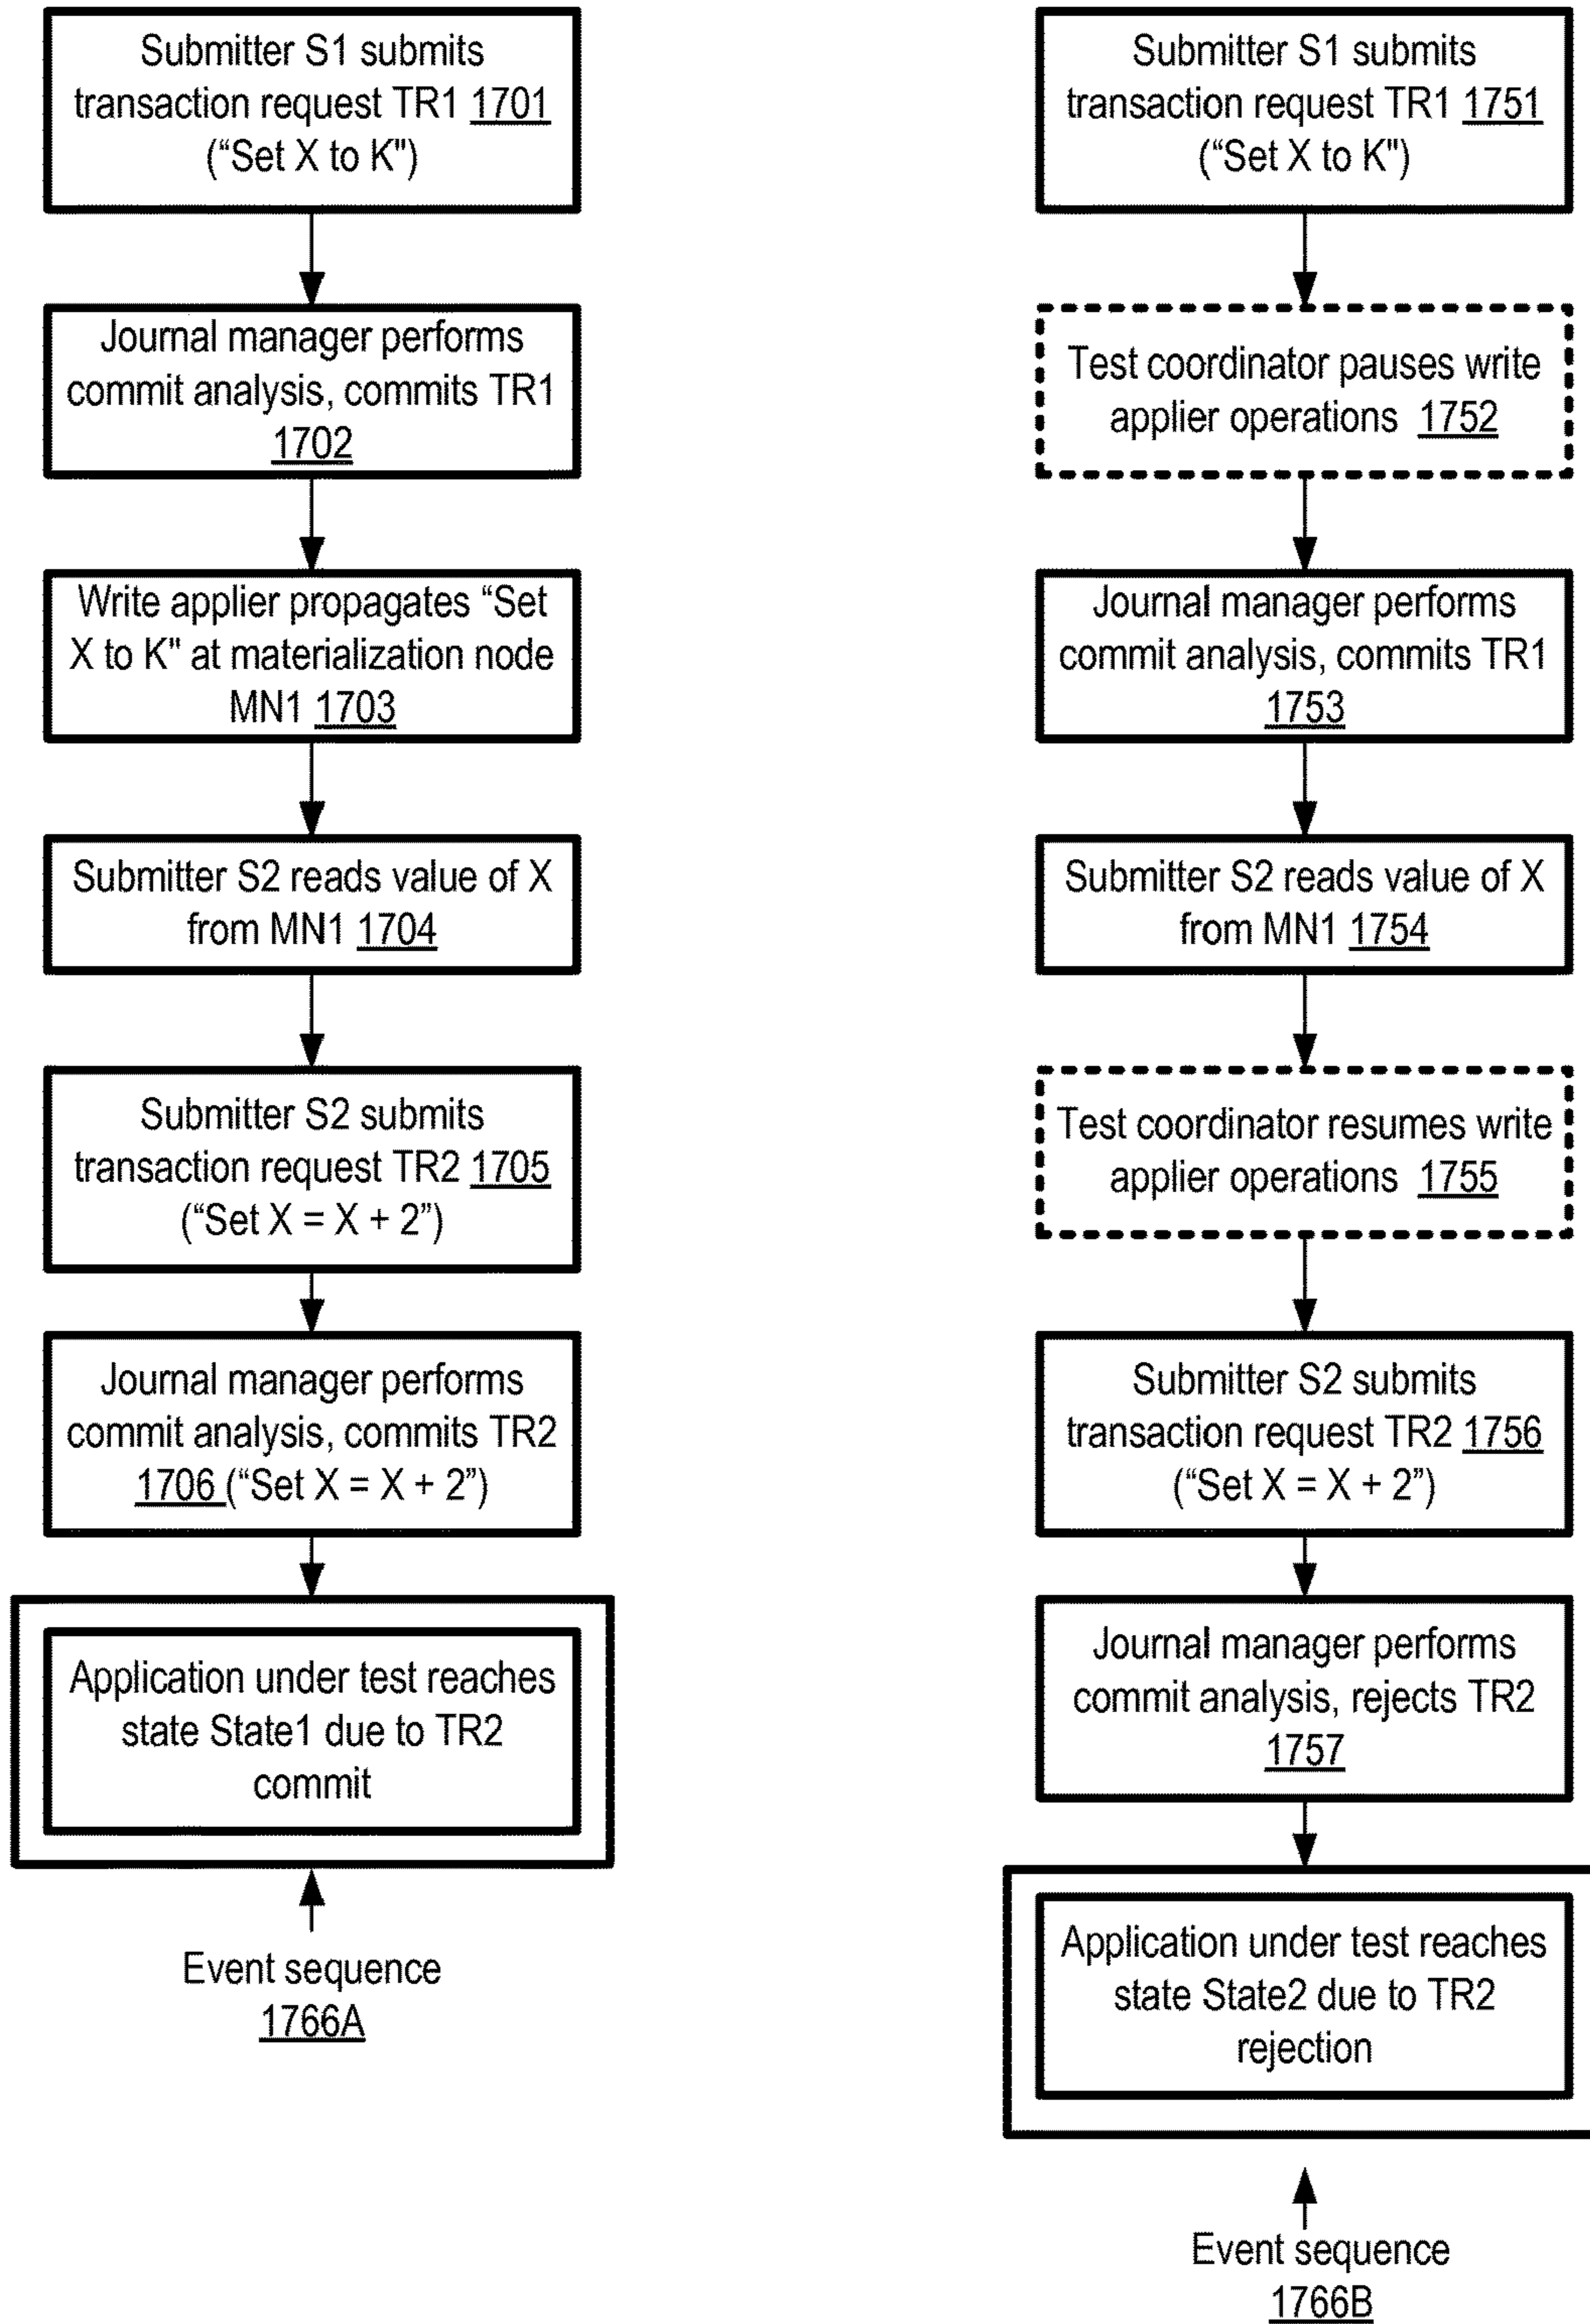 Submitter S1 submits
transaction request TR1 1701
(“Set X to K")
Journal manager performs
commit analysis, commits TR1
1702
Write applier propagates “Set
X to K" at materialization node
MN1 1703
Submitter S2 reads value of X
from MN1 1704
Submitter S2 submits
transaction request TR2 1705
(“Set X = X + 2”)
Journal manager performs
commit analysis, commits TR2
1706 (“Set X = X + 2”)
Application under test reaches
state State1 due to TR2
commit
Event sequence
1766A
Submitter S1 submits
transaction request TR1 1751
(“Set X to K")
Test coordinator pauses write
applier operations 1752
Journal manager performs
commit analysis, commits TR1
1753
Submitter S2 reads value of X
from MN1 1754
Test coordinator resumes write
applier operations 1755
Submitter S2 submits
transaction request TR2 1756
(“Set X = X + 2”)
Journal manager performs
commit analysis, rejects TR2
1757
Application under test reaches
state State2 due to TR2
rejection
Event sequence
1766B